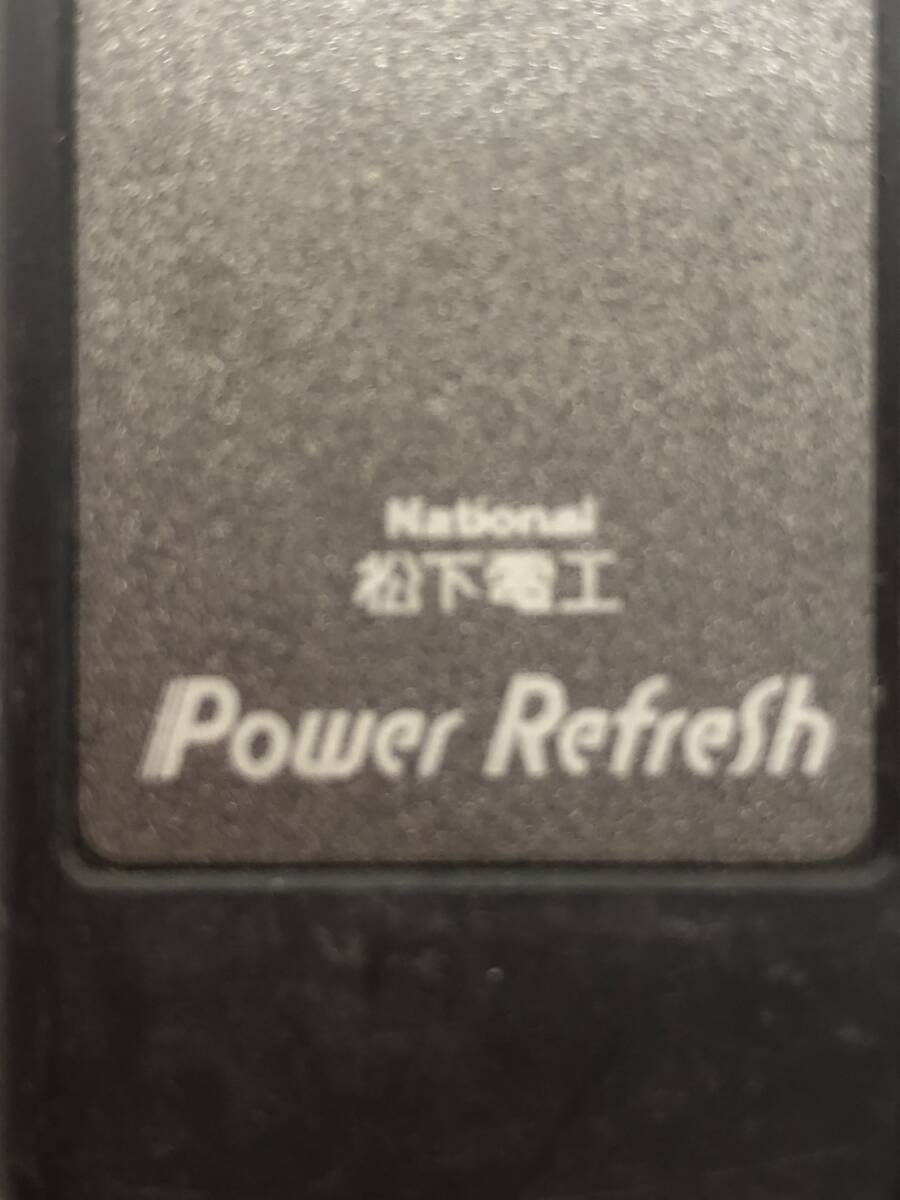 National
松下電工
Power Refresh